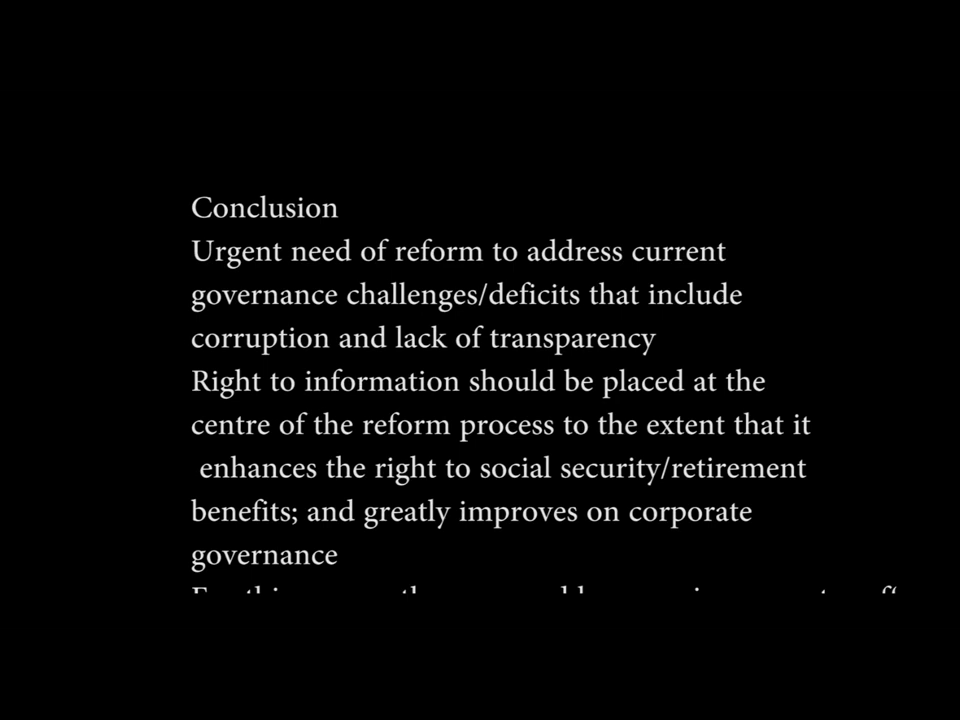 Conclusion
Urgent need of reform to address current
governance challenges/deficits that include
corruption and lack of transparency
Right to information should be placed at the
centre of the reform process to the extent that it
enhances the right to social security/retirement
benefits; and greatly improves on corporate
governance